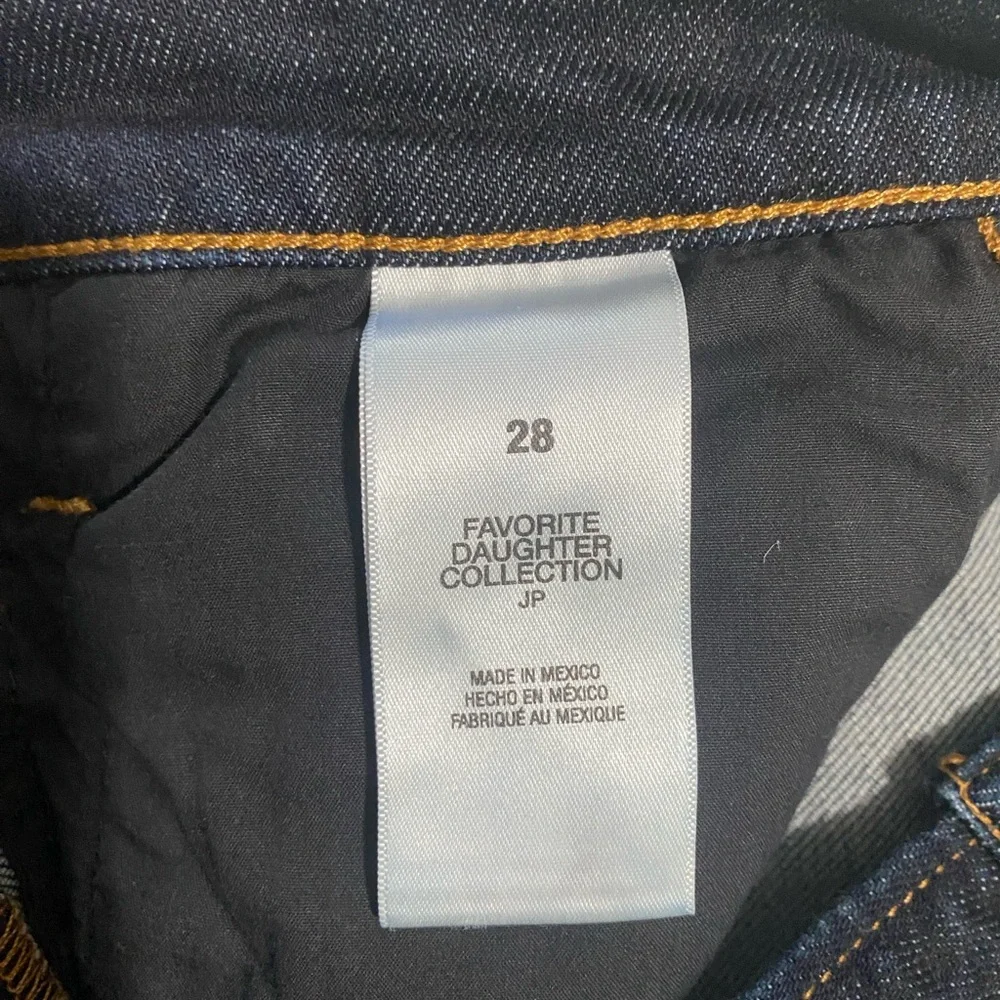 28
FAVORITE
DAUGHTER
COLLECTION
JP
MADE IN MEXICO
HECHO EN MÉXICO
FABRIQUÉ AU MEXIQUE